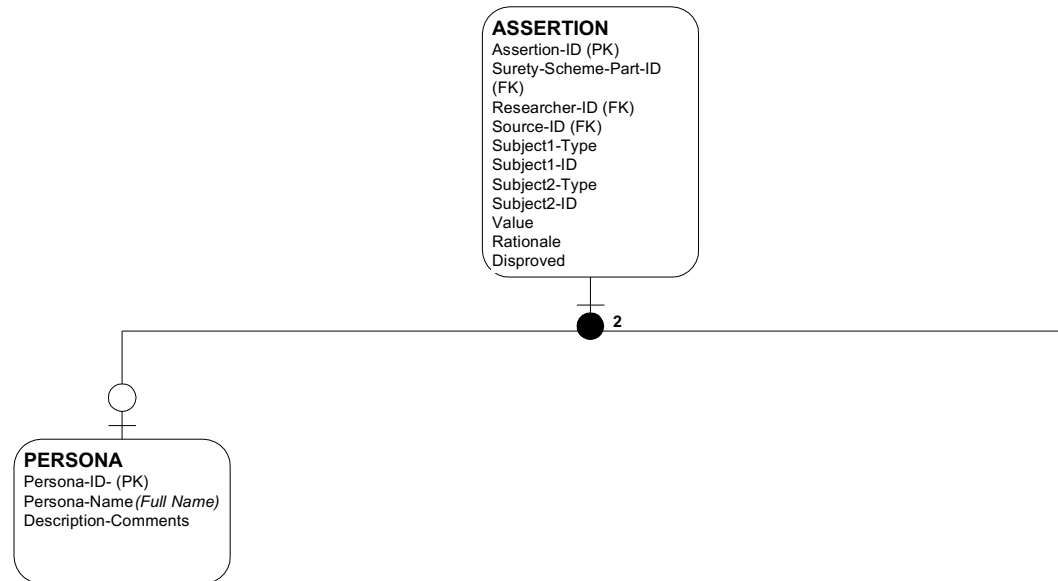 ASSERTION
Assertion-ID (PK)
Surety-Scheme-Part-ID
(FK)
Researcher-ID (FK)
Source-ID (FK)
Subject1-Type
Subject1-ID
Subject2-Type
Subject2-ID
Value
Rationale
Disproved
2
PERSONA
Persona-ID- (PK)
Persona-Name(Full Name)
Description-Comments